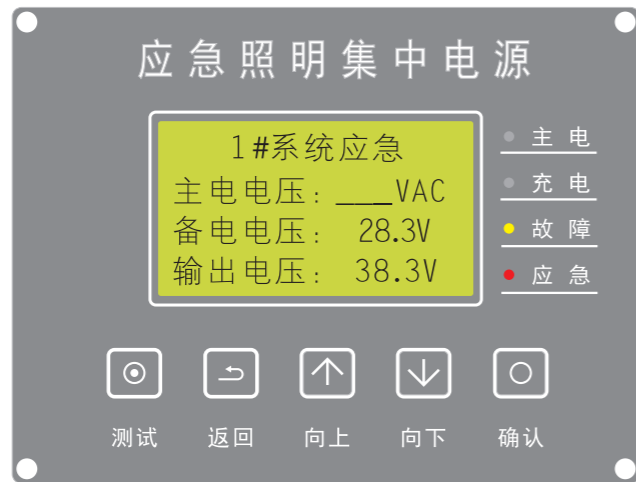 应急照明集中电源
1#系统应急
主电电压：___VAC
备电电压： 28.3V
输出电压： 38.3V
主电
充电
故障
应急
测试 返回 向上 向下 确认